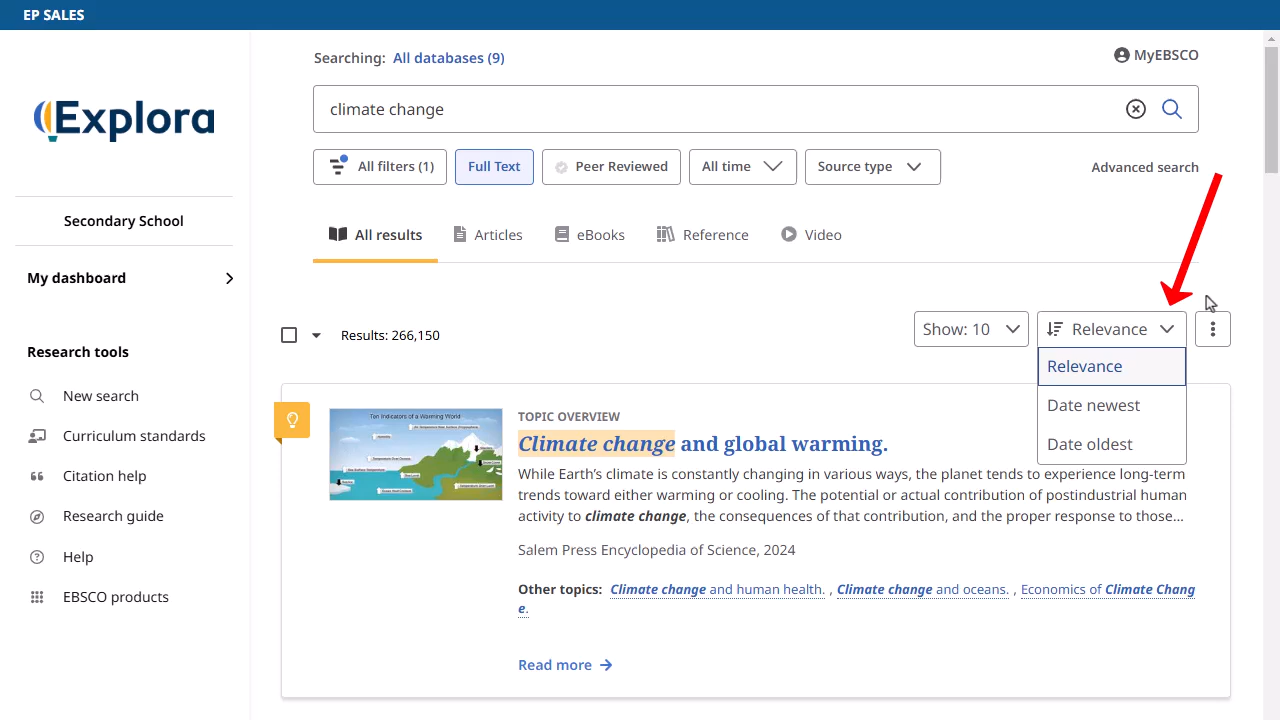 EP SALES
Explora
Secondary School
My dashboard
Research tools
New search
Curriculum standards
Citation help
Research guide
Help
EBSCO products
Searching: All databases (9)
MyEBSCO
climate change
All filters (1)
Full Text
Peer Reviewed
All time
Source type
Advanced search
All results
Articles
eBooks
Reference
Video
Results: 266,150
Show: 10
Relevance
Relevance
Date newest
Date oldest
Ten Indicators of a Warming World
TOPIC OVERVIEW
Climate change and global warming.
While Earth’s climate is constantly changing in various ways, the planet tends to experience long-term
trends toward either warming or cooling. The potential or actual contribution of postindustrial human
activity to climate change, the consequences of that contribution, and the proper response to those...
Salem Press Encyclopedia of Science, 2024
Other topics: Climate change and human health. , Climate change and oceans. , Economics of Climate Chang
e.
Read more